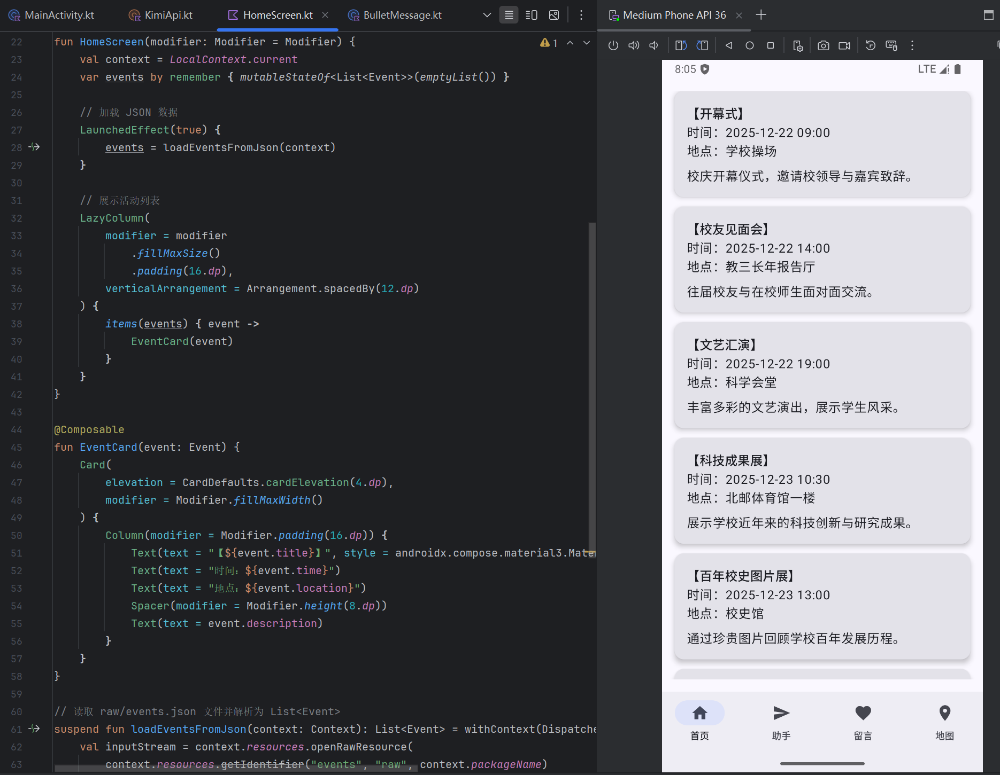 MainActivity.kt
KimiApi.kt
HomeScreen.kt
BulletMessage.kt
1
22 fun HomeScreen(modifier: Modifier = Modifier) {
23     val context = LocalContext.current
24     var events by remember { mutableStateOf<List<Event>>(emptyList()) }
25
26     // 加载 JSON 数据
27     LaunchedEffect(true) {
28         events = loadEventsFromJson(context)
29     }
30
31     // 展示活动列表
32     LazyColumn(
33         modifier = modifier
34             .fillMaxSize()
35             .padding(16.dp),
36         verticalArrangement = Arrangement.spacedBy(12.dp)
37     ) {
38         items(events) { event ->
39             EventCard(event)
40         }
41     }
42 }
43
44 @Composable
45 fun EventCard(event: Event) {
46     Card(
47         elevation = CardDefaults.cardElevation(4.dp),
48         modifier = Modifier.fillMaxWidth()
49     ) {
50         Column(modifier = Modifier.padding(16.dp)) {
51             Text(text = "【${event.title}】", style = androidx.compose.material3.Mater
52             Text(text = "时间：${event.time}")
53             Text(text = "地点：${event.location}")
54             Spacer(modifier = Modifier.height(8.dp))
55             Text(text = event.description)
56         }
57     }
58 }
59
60 // 读取 raw/events.json 文件并解析为 List<Event>
61 suspend fun loadEventsFromJson(context: Context): List<Event> = withContext(Dispatche
62     val inputStream = context.resources.openRawResource(
63         context.resources.getIdentifier("events", "raw", context.packageName)
Medium Phone API 36
8:05
LTE
【开幕式】
时间：2025-12-22 09:00
地点：学校操场
校庆开幕仪式，邀请校领导与嘉宾致辞。
【校友见面会】
时间：2025-12-22 14:00
地点：教三长年报告厅
往届校友与在校师生面对面交流。
【文艺汇演】
时间：2025-12-22 19:00
地点：科学会堂
丰富多彩的文艺演出，展示学生风采。
【科技成果展】
时间：2025-12-23 10:30
地点：北邮体育馆一楼
展示学校近年来的科技创新与研究成果。
【百年校史图片展】
时间：2025-12-23 13:00
地点：校史馆
通过珍贵图片回顾学校百年发展历程。
首页
助手
留言
地图